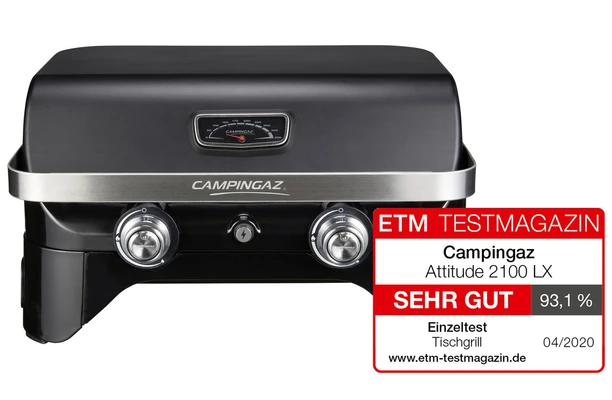 CAMPINGAZ
CAMPINGAZ
ETM TESTMAGAZIN
Campingaz
Attitude 2100 LX
SEHR GUT 93,1 %
Einzeltest
Tischgrill 04/2020
www.etm-testmagazin.de